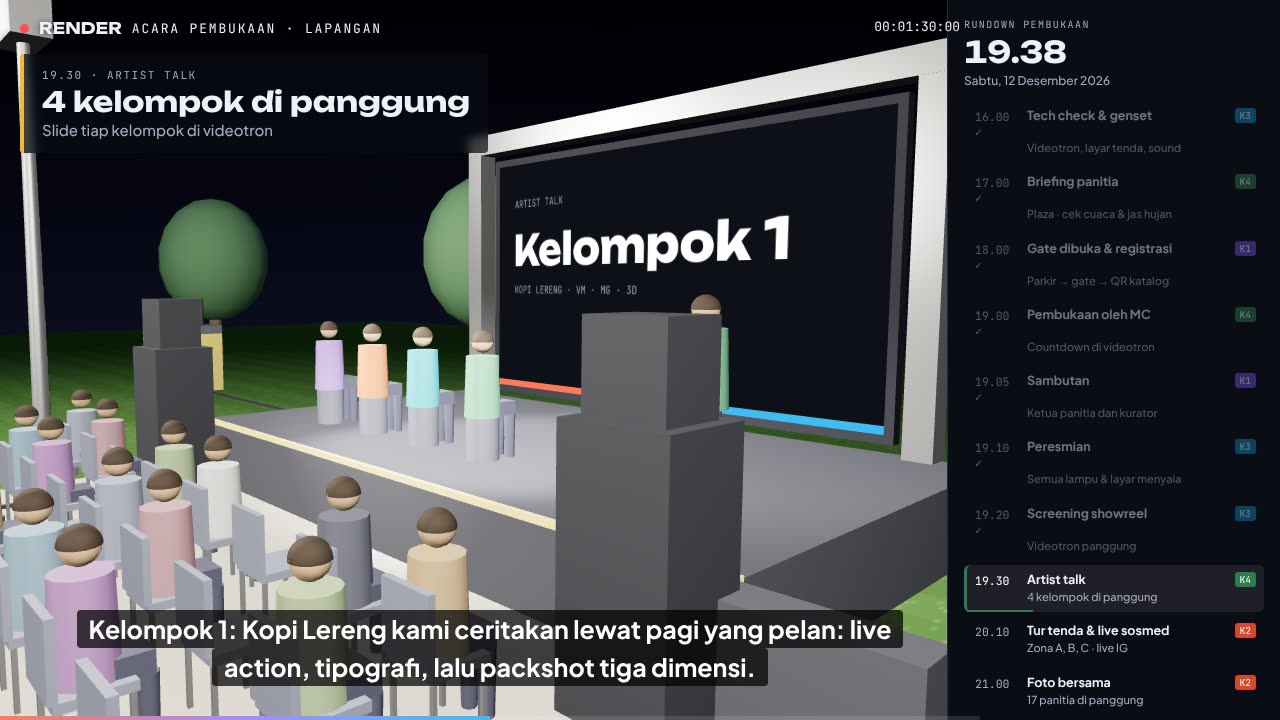 RENDER ACARA PEMBUKAAN · LAPANGAN
00:01:30:00
19.30 · ARTIST TALK
4 kelompok di panggung
Slide tiap kelompok di videotron
ARTIST TALK
Kelompok 1
KOPI LERENG · VM · MG · 3D
Kelompok 1: Kopi Lereng kami ceritakan lewat pagi yang pelan: live
action, tipografi, lalu packshot tiga dimensi.
RUNDOWN PEMBUKAAN
19.38
Sabtu, 12 Desember 2026
16.00 Tech check & genset K3
✓
Videotron, layar tenda, sound
17.00 Briefing panitia K4
✓
Plaza · cek cuaca & jas hujan
18.00 Gate dibuka & registrasi K1
✓
Parkir → gate → QR katalog
19.00 Pembukaan oleh MC K4
✓
Countdown di videotron
19.05 Sambutan K1
✓
Ketua panitia dan kurator
19.10 Peresmian K3
✓
Semua lampu & layar menyala
19.20 Screening showreel K3
✓
Videotron panggung
19.30 Artist talk K4
4 kelompok di panggung
20.10 Tur tenda & live sosmed K2
Zona A, B, C · live IG
21.00 Foto bersama K2
17 panitia di panggung